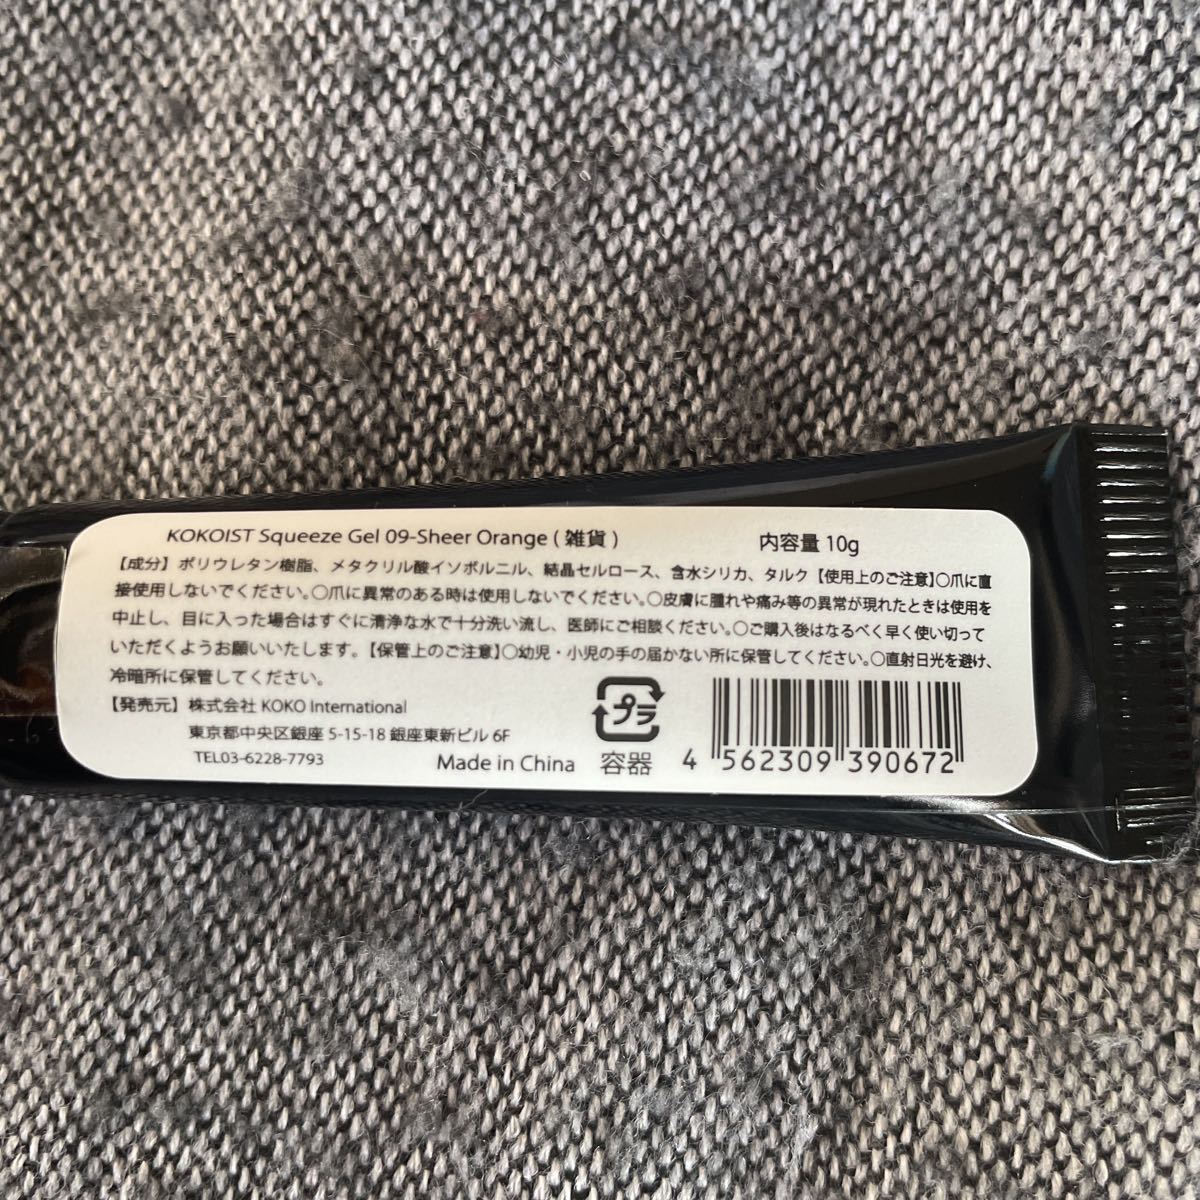 KOKOIST Squeeze Gel 09-Sheer Orange ( 雑貨 ) 内容量 10g
【成分】ポリウレタン樹脂、メタクリル酸イソボルニル、結晶セルロース、含水シリカ、タルク【使用上のご注意】○爪に直
接使用しないでください。○爪に異常のある時は使用しないでください。○皮膚に腫れや痛み等の異常が現れたときは使用を
中止し、目に入った場合はすぐに清浄な水で十分洗い流し、医師にご相談ください。○ご購入後はなるべく早く使い切って
いただくようお願いいたします。【保管上のご注意】○幼児・小児の手の届かない所に保管してください。○直射日光を避け、
冷暗所に保管してください。
【発売元】株式会社 KOKO International
東京都中央区銀座 5-15-18 銀座東新ビル 6F
TEL03-6228-7793
Made in China
プラ
容器
4 562309 390672